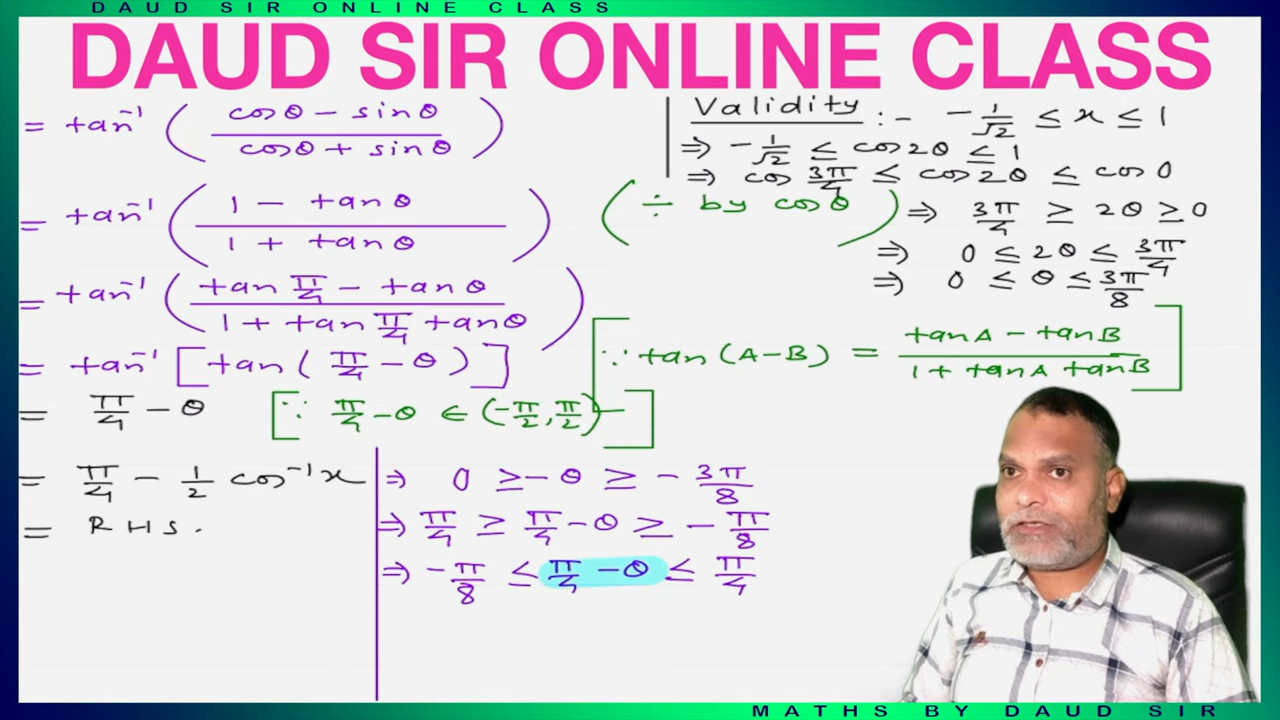 DAUD SIR ONLINE CLASS
DAUD SIR ONLINE CLASS
= tan⁻¹ ( (cosθ − sinθ) / (cosθ + sinθ) )
= tan⁻¹ ( (1 − tanθ) / (1 + tanθ) ) ( ÷ by cosθ )
= tan⁻¹ ( (tan π/4 − tanθ) / (1 + tan π/4 tanθ) )
= tan⁻¹ [ tan ( π/4 − θ ) ]
[ ∵ tan (A−B) = (tanA − tanB) / (1 + tanA tanB) ]
= π/4 − θ [ ∵ π/4 − θ ∈ (−π/2, π/2) ]
= π/4 − 1/2 cos⁻¹x
= RHS.
Validity :- −1/√2 ≤ x ≤ 1
⇒ −1/√2 ≤ cos2θ ≤ 1
⇒ cos 3π/4 ≤ cos2θ ≤ cos0
⇒ 3π/4 ≥ 2θ ≥ 0
⇒ 0 ≤ 2θ ≤ 3π/4
⇒ 0 ≤ θ ≤ 3π/8
⇒ 0 ≥ −θ ≥ −3π/8
⇒ π/4 ≥ π/4 − θ ≥ −π/8
⇒ −π/8 ≤ π/4 − θ ≤ π/4
MATHS BY DAUD SIR